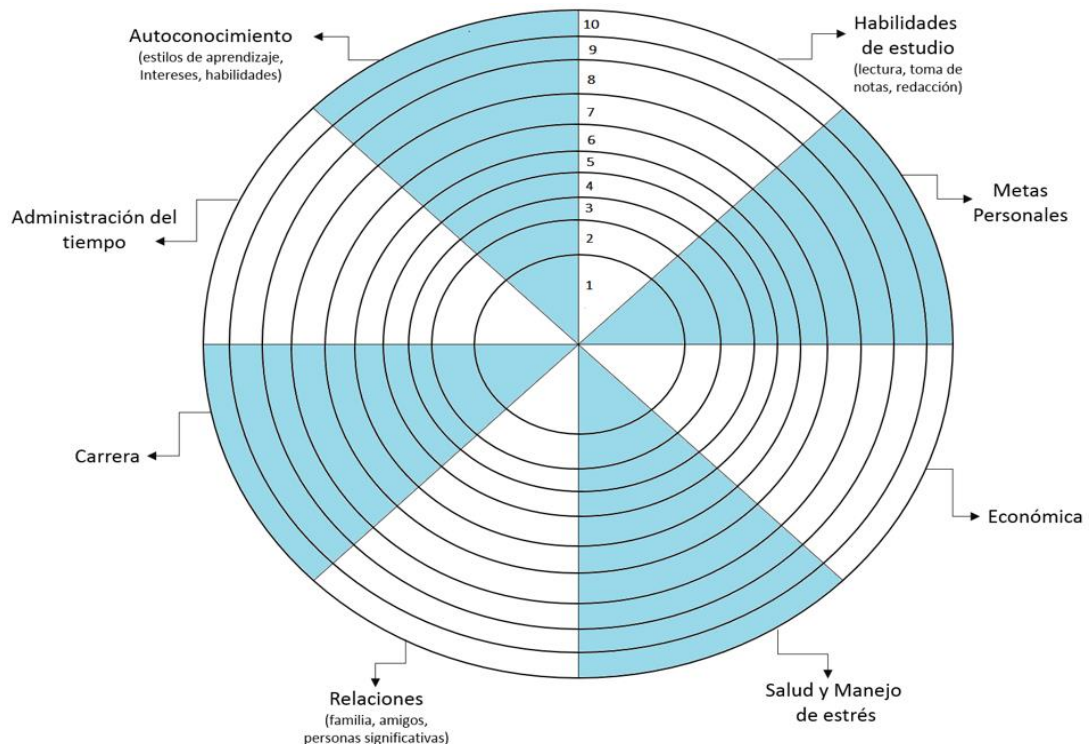 Autoconocimiento
(estilos de aprendizaje,
Intereses, habilidades)
Habilidades
de estudio
(lectura, toma de
notas, redacción)
10
9
8
7
6
5
4
3
2
1
Metas
Personales
Administración del
tiempo
Carrera
Económica
Relaciones
(familia, amigos,
personas significativas)
Salud y Manejo
de estrés